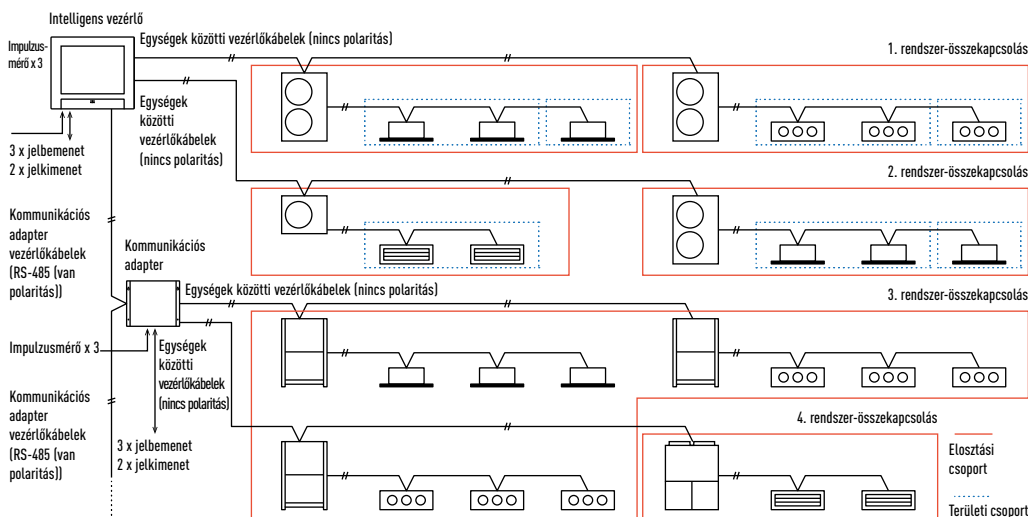 Intelligens vezérlő
Impulzus-
mérő x 3
Egységek közötti vezérlőkábelek (nincs polaritás)
1. rendszer-összekapcsolás
Egységek
közötti
vezérlőkábelek
(nincs polaritás)
3 x jelbemenet
2 x jelkimenet
2. rendszer-összekapcsolás
Kommunikációs
adapter
vezérlőkábelek
(RS-485 (van
polaritás))
Kommunikációs
adapter
Egységek közötti vezérlőkábelek (nincs polaritás)
3. rendszer-összekapcsolás
Impulzusmérő x 3
Egységek
közötti
vezérlőkábelek
(nincs polaritás)
Kommunikációs
adapter
vezérlőkábelek
(RS-485 (van
polaritás))
3 x jelbemenet
2 x jelkimenet
4. rendszer-összekapcsolás
Elosztási
csoport
Területi csoport